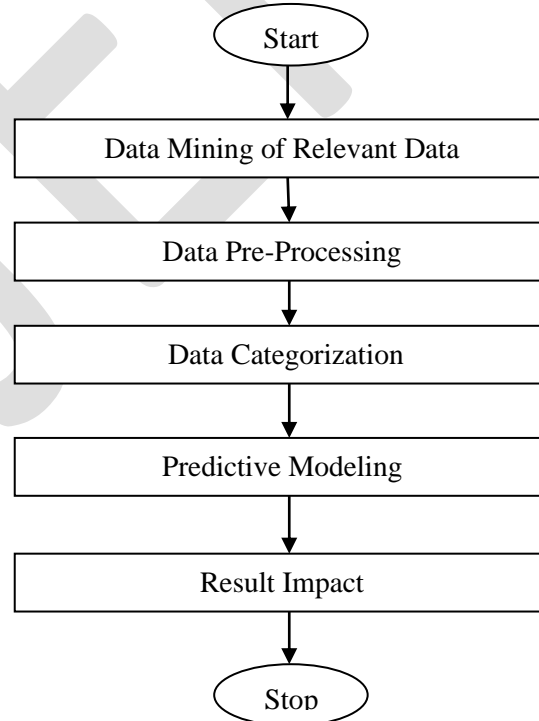 Start
Data Mining of Relevant Data
Data Pre-Processing
Data Categorization
Predictive Modeling
Result Impact
Stop